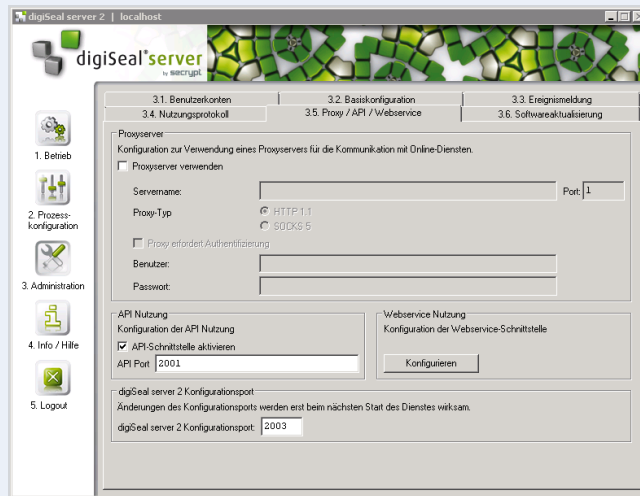 digiSeal server 2 | localhost
digiSeal®server
by secrypt
1. Betrieb
2. Prozess-
konfiguration
3. Administration
4. Info / Hilfe
5. Logout
3.1. Benutzerkonten
3.2. Basiskonfiguration
3.3. Ereignismeldung
3.4. Nutzungsprotokoll
3.5. Proxy / API / Webservice
3.6. Softwareaktualisierung
Proxyserver
Konfiguration zur Verwendung eines Proxyservers für die Kommunikation mit Online-Diensten.
Proxyserver verwenden
Servername:
Port: 1
Proxy-Typ
HTTP 1.1
SOCKS 5
Proxy erfordert Authentifizierung
Benutzer:
Passwort:
API Nutzung
Konfiguration der API Nutzung
API-Schnittstelle aktivieren
API Port 2001
Webservice Nutzung
Konfiguration der Webservice-Schnittstelle
Konfigurieren
digiSeal server 2 Konfigurationsport
Änderungen des Konfigurationsports werden erst beim nächsten Start des Dienstes wirksam.
digiSeal server 2 Konfigurationsport: 2003